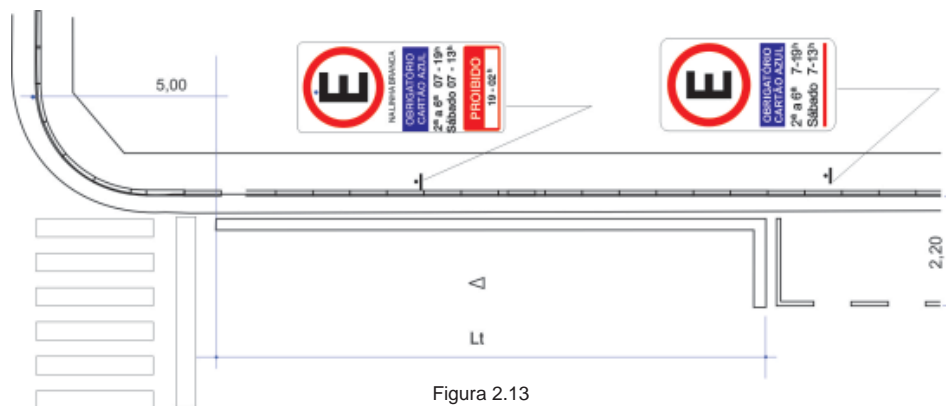 5,00
E
NA LINHA BRANCA
OBRIGATÓRIO
CARTÃO AZUL
2ª a 6ª 07 - 19h
Sábado 07 - 13h
PROIBIDO
19 - 02h
E
OBRIGATÓRIO
CARTÃO AZUL
2ª a 6ª 7-19h
Sábado 7-13h
2,20
Lt
Figura 2.13